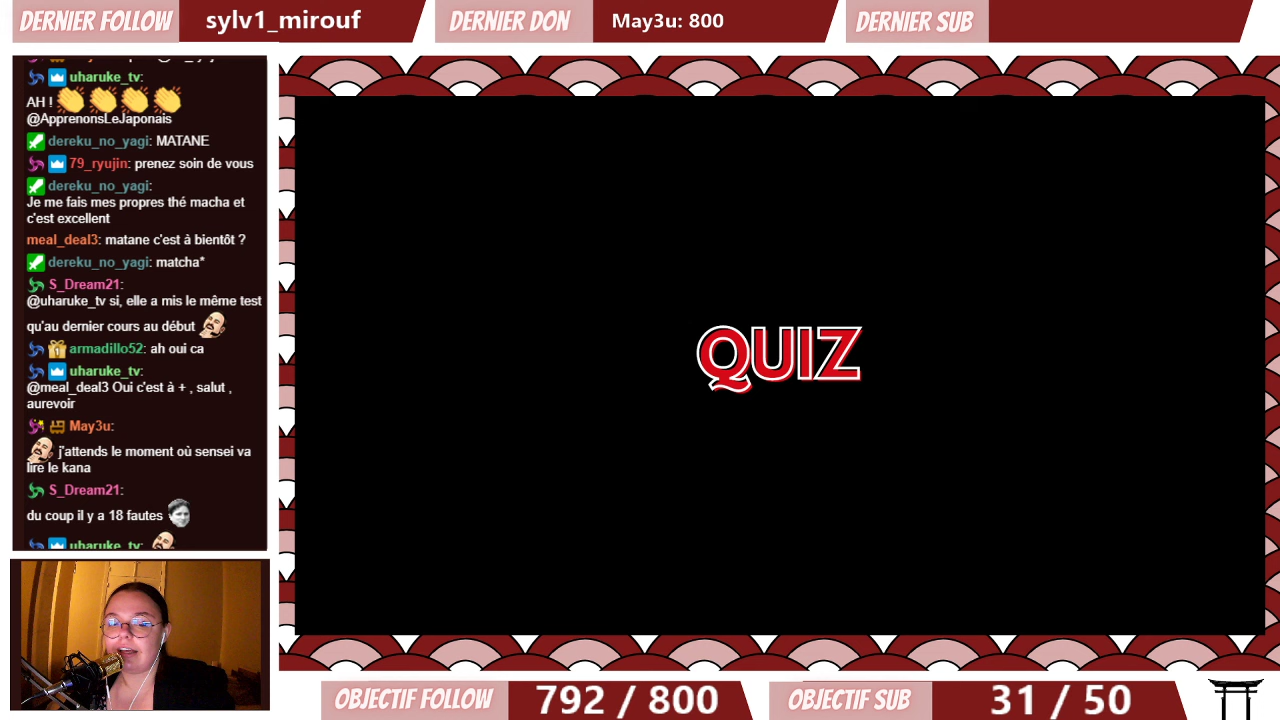 DERNIER FOLLOW
sylv1_mirouf
DERNIER DON
May3u: 800
DERNIER SUB
uharuke_tv:
AH !
@ApprenonsLeJaponais
dereku_no_yagi: MATANE
79_ryujin: prenez soin de vous
dereku_no_yagi:
Je me fais mes propres thé macha et
c'est excellent
meal_deal3: matane c'est à bientôt ?
dereku_no_yagi: matcha*
S_Dream21:
@uharuke_tv si, elle a mis le même test
qu'au dernier cours au début
armadillo52: ah oui ca
uharuke_tv:
@meal_deal3 Oui c'est à + , salut ,
aurevoir
May3u:
j'attends le moment où sensei va
lire le kana
S_Dream21:
du coup il y a 18 fautes
uharuke_tv:
QUIZ
OBJECTIF FOLLOW
792 / 800
OBJECTIF SUB
31 / 50